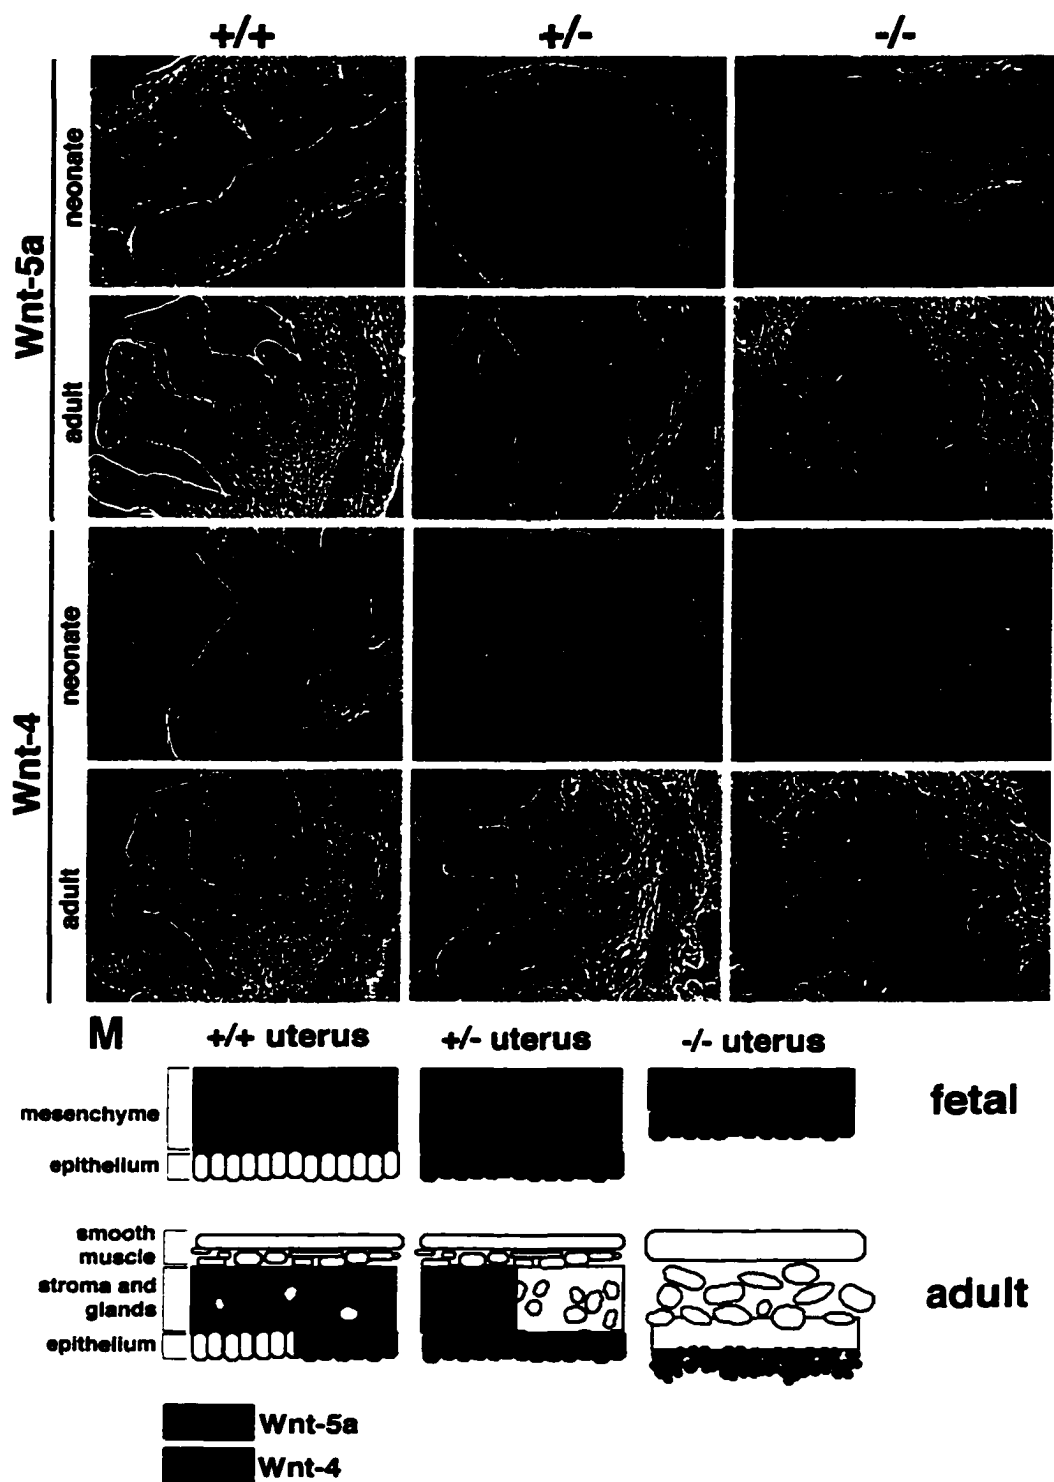 +/+ +/- -/-
Wnt-5a
neonate
adult
Wnt-4
neonate
adult
M +/+ uterus +/- uterus -/- uterus
mesenchyme
epithelium
fetal
smooth
muscle
stroma and
glands
epithelium
adult
Wnt-5a
Wnt-4